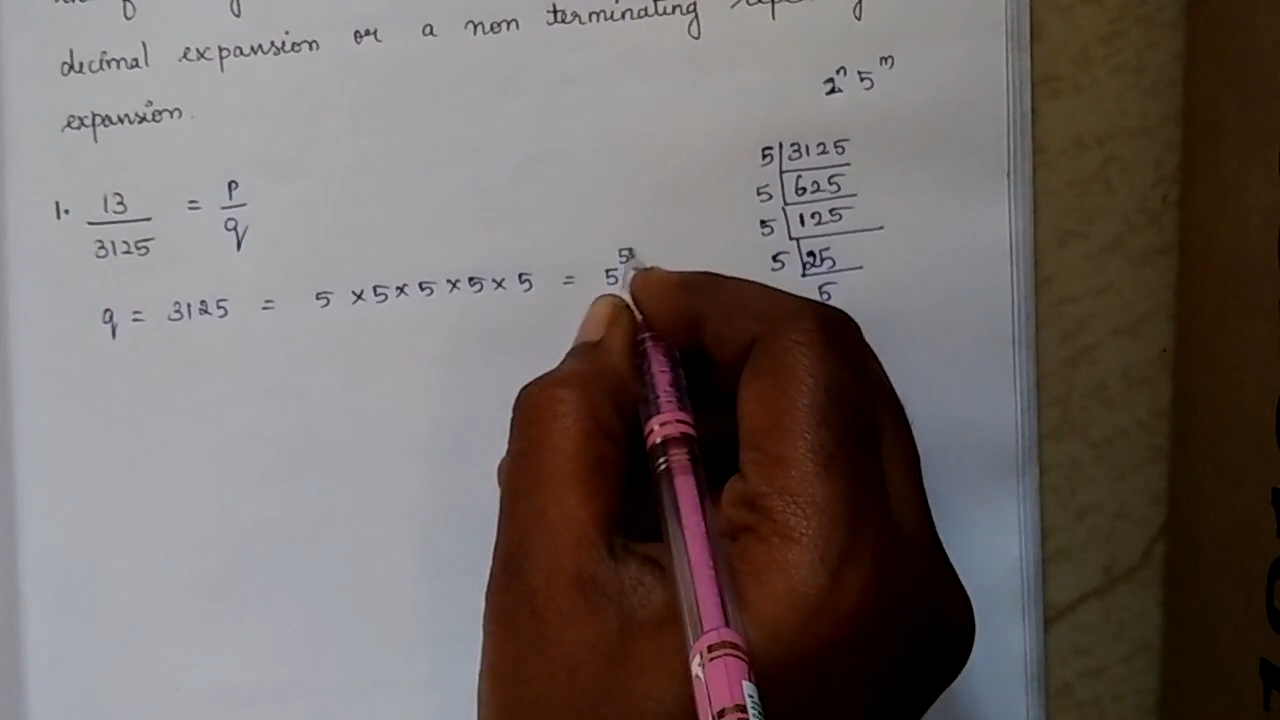 decimal expansion or a non terminating
expansion.
2ⁿ 5ᵐ
1. 13/3125 = p/q
5 | 3125
5 | 625
5 | 125
5 | 25
5
q = 3125 = 5 × 5 × 5 × 5 × 5 = 5⁵